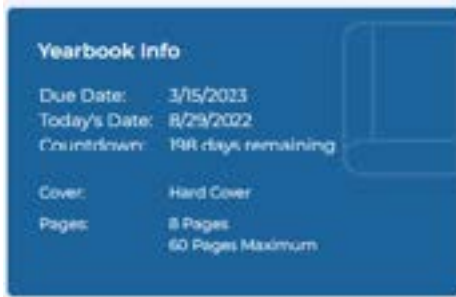 Yearbook Info
Due Date: 3/15/2023
Today's Date: 8/29/2022
Countdown: 198 days remaining
Cover: Hard Cover
Pages: 8 Pages
60 Pages Maximum